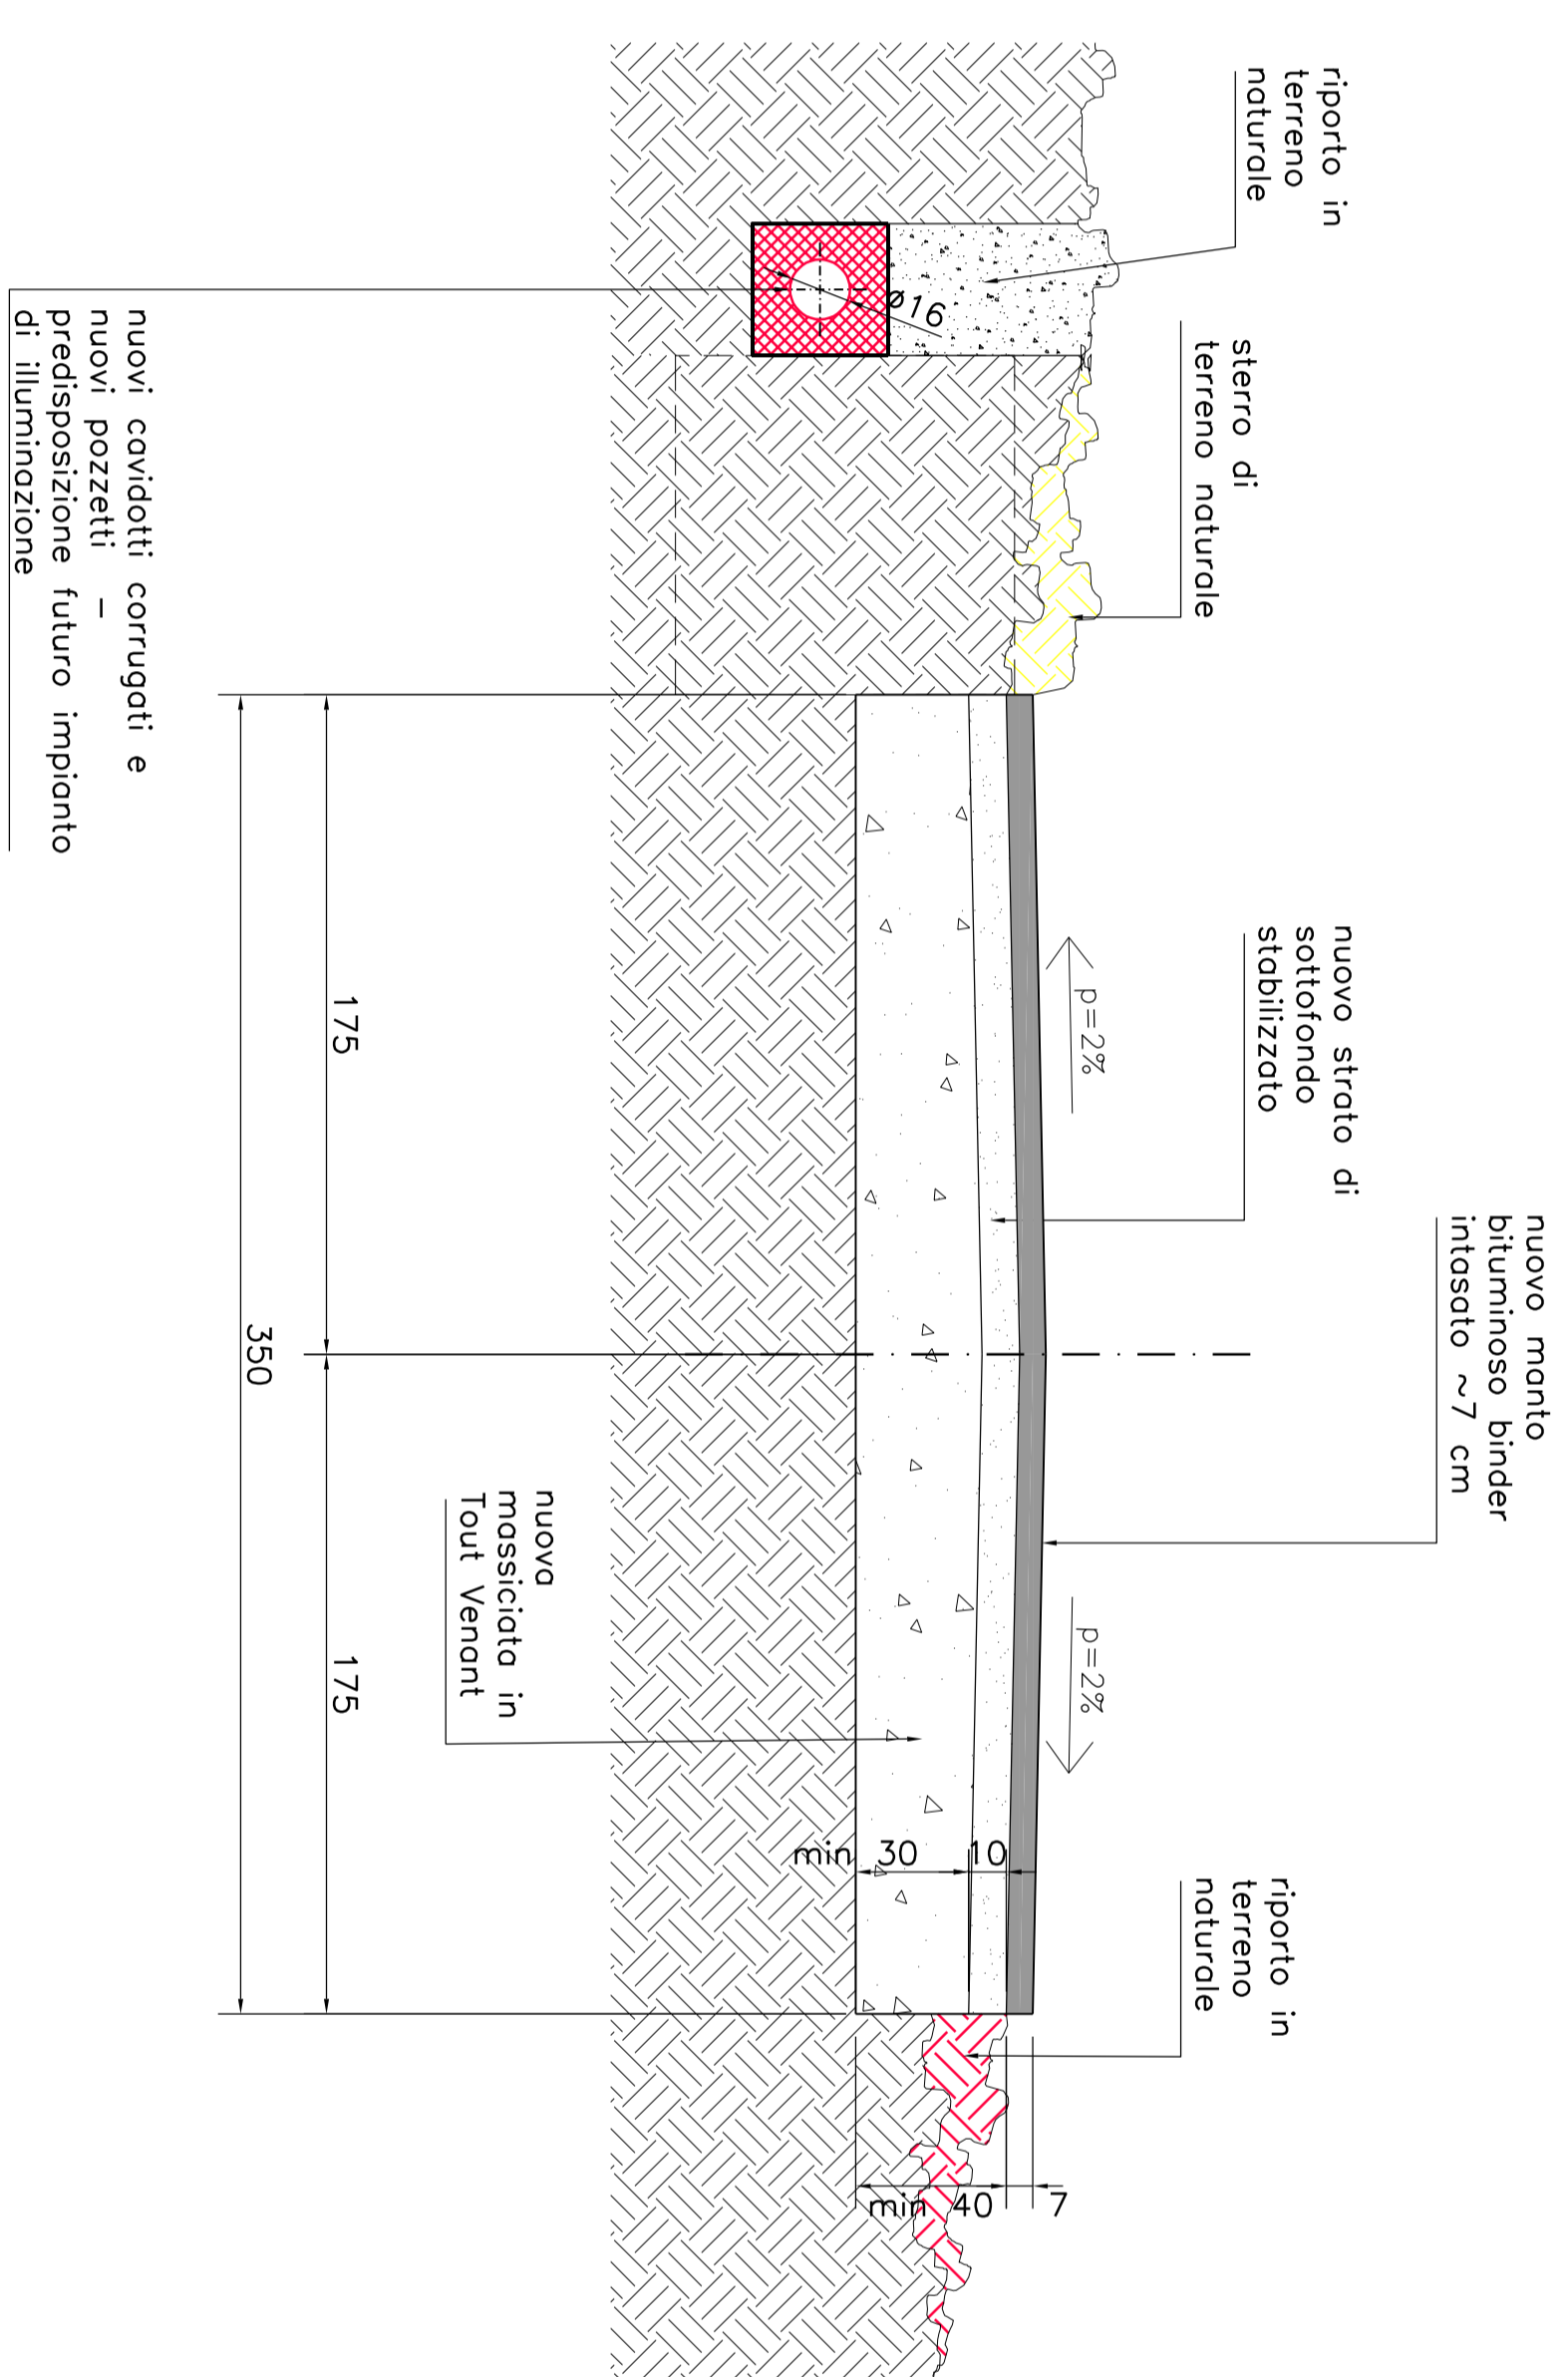 nuovo manto
bituminoso binder
intasato ~7 cm
riporto in
terreno
naturale
sterro di
terreno naturale
nuovo strato di
sottofondo
stabilizzato
riporto in
terreno
naturale
p=2%
p=2%
ø16
min 30
10
min 40
7
nuova
massiciata in
Tout Venant
175
175
350
nuovi cavidotti corrugati e
nuovi pozzetti –
predisposizione futuro impianto
di illuminazione